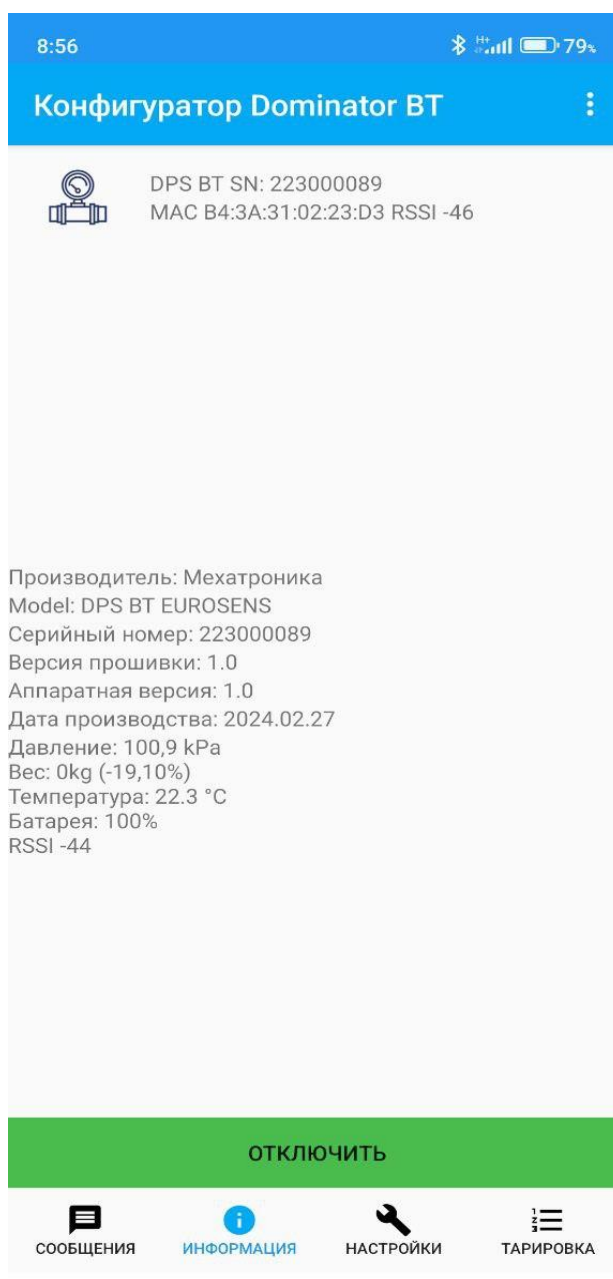 8:56
H+
79%
Конфигуратор Dominator BT
DPS BT SN: 223000089
MAC B4:3A:31:02:23:D3 RSSI -46
Производитель: Мехатроника
Model: DPS BT EUROSENS
Серийный номер: 223000089
Версия прошивки: 1.0
Аппаратная версия: 1.0
Дата производства: 2024.02.27
Давление: 100,9 kPa
Вес: 0kg (-19,10%)
Температура: 22.3 °C
Батарея: 100%
RSSI -44
ОТКЛЮЧИТЬ
СООБЩЕНИЯ
ИНФОРМАЦИЯ
НАСТРОЙКИ
ТАРИРОВКА